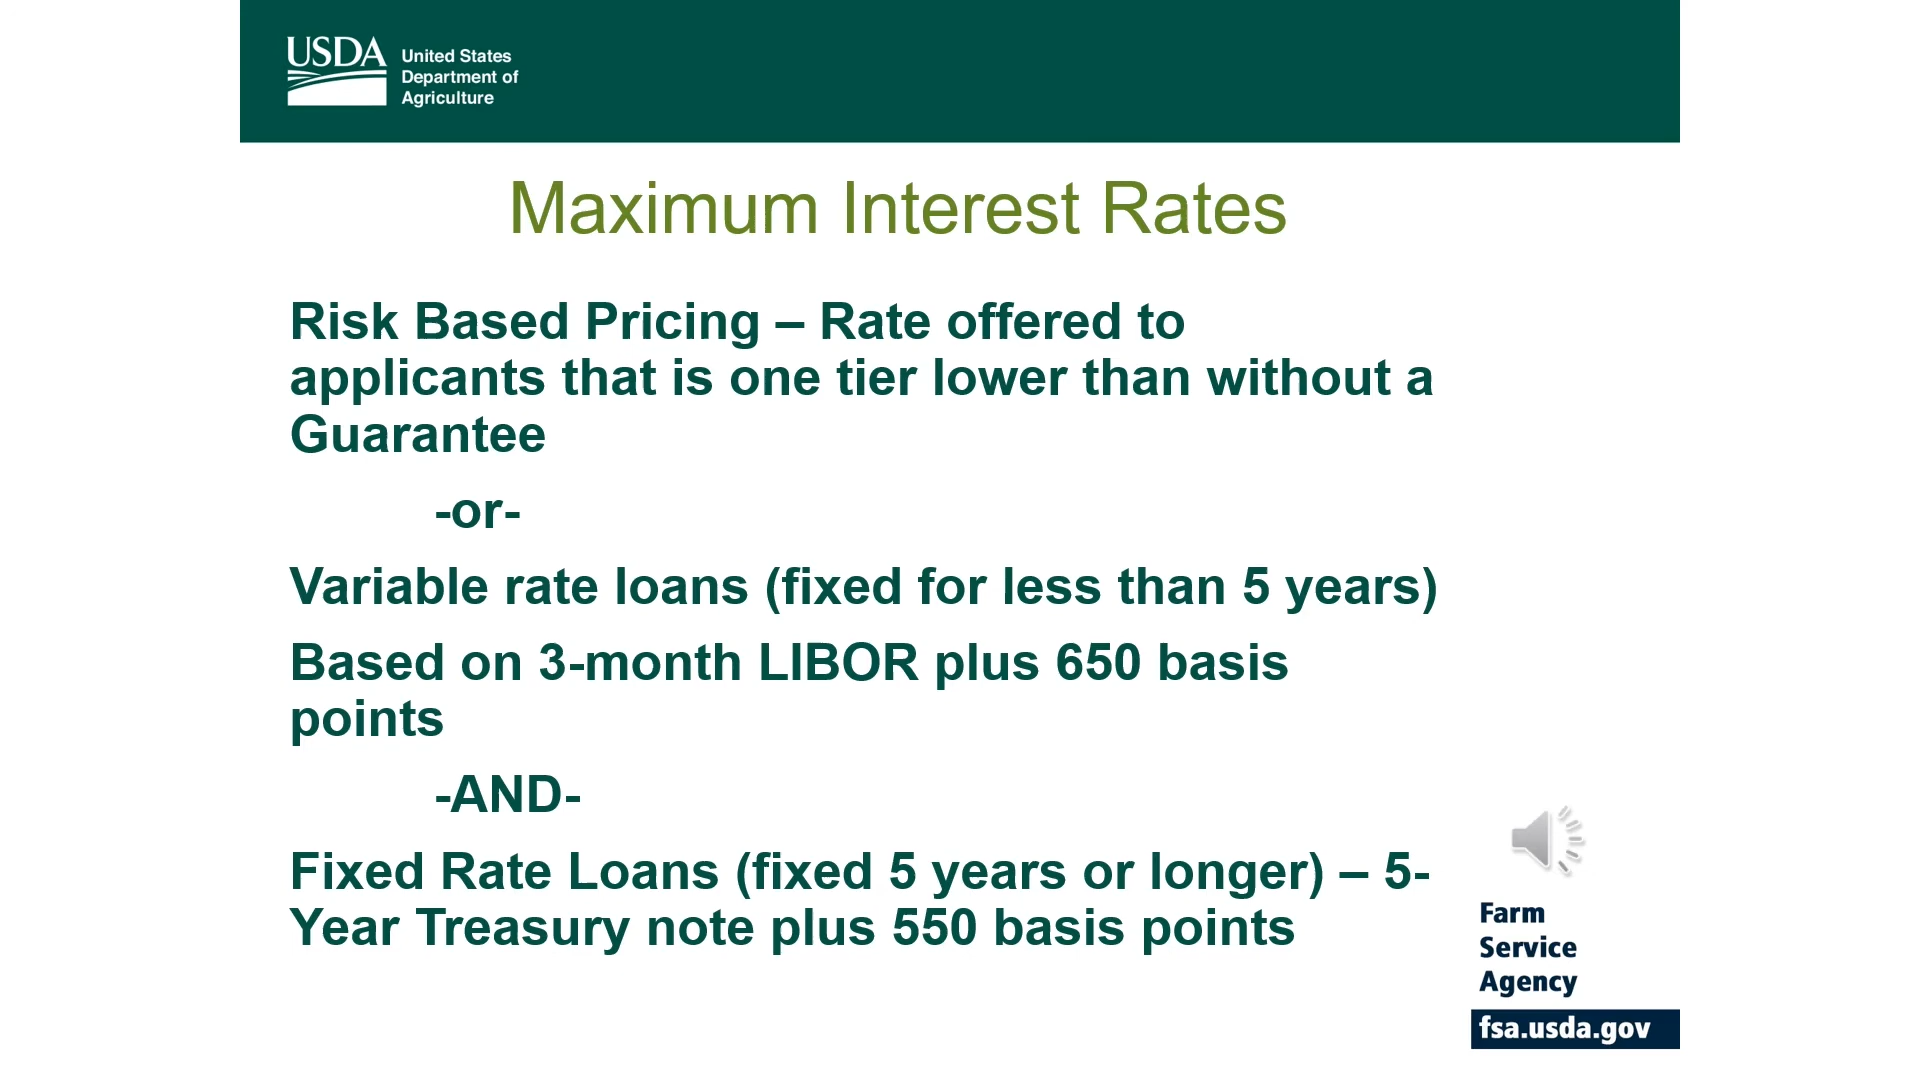 USDA
United States
Department of
Agriculture
Maximum Interest Rates
Risk Based Pricing – Rate offered to
applicants that is one tier lower than without a
Guarantee
-or-
Variable rate loans (fixed for less than 5 years)
Based on 3-month LIBOR plus 650 basis
points
-AND-
Fixed Rate Loans (fixed 5 years or longer) – 5-
Year Treasury note plus 550 basis points
Farm
Service
Agency
fsa.usda.gov